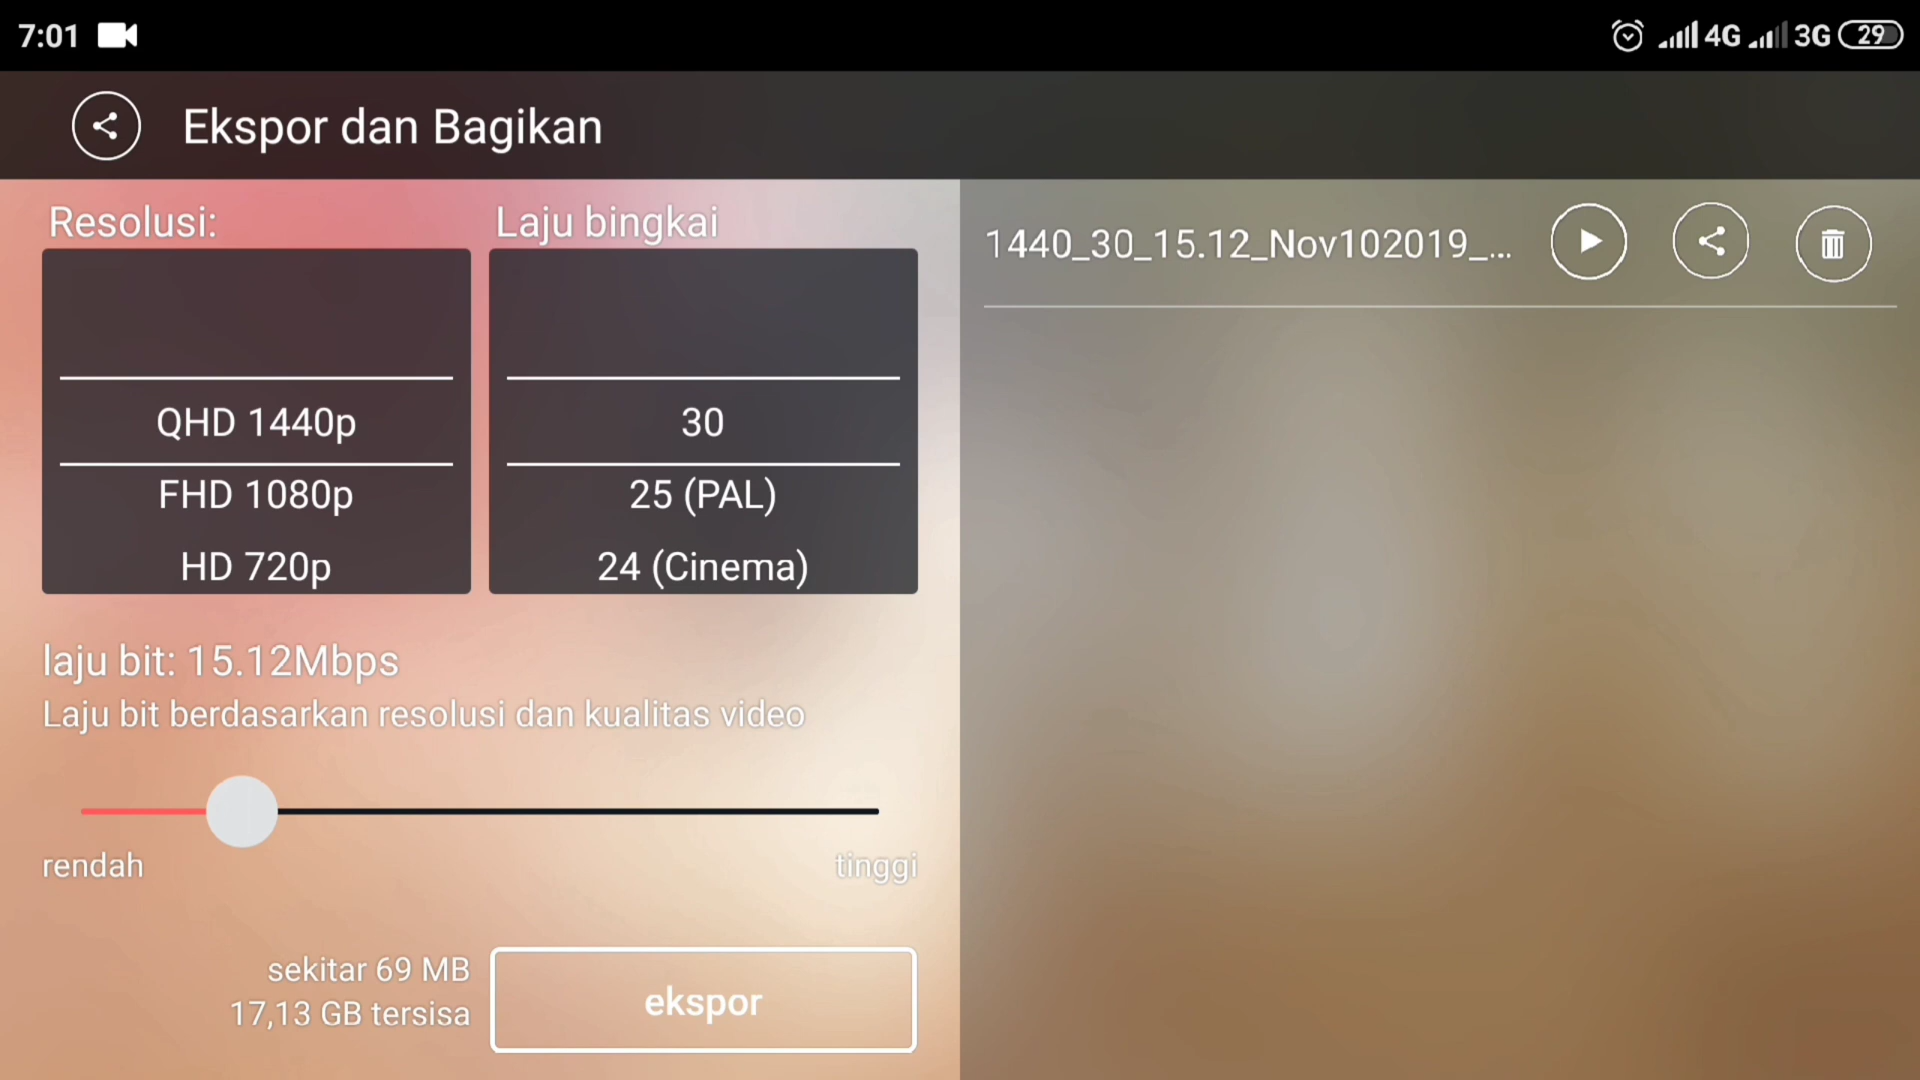 7:01
4G 3G 29
Ekspor dan Bagikan
Resolusi:
Laju bingkai
QHD 1440p
FHD 1080p
HD 720p
30
25 (PAL)
24 (Cinema)
laju bit: 15.12Mbps
Laju bit berdasarkan resolusi dan kualitas video
rendah
tinggi
sekitar 69 MB
17,13 GB tersisa
ekspor
1440_30_15.12_Nov102019_...